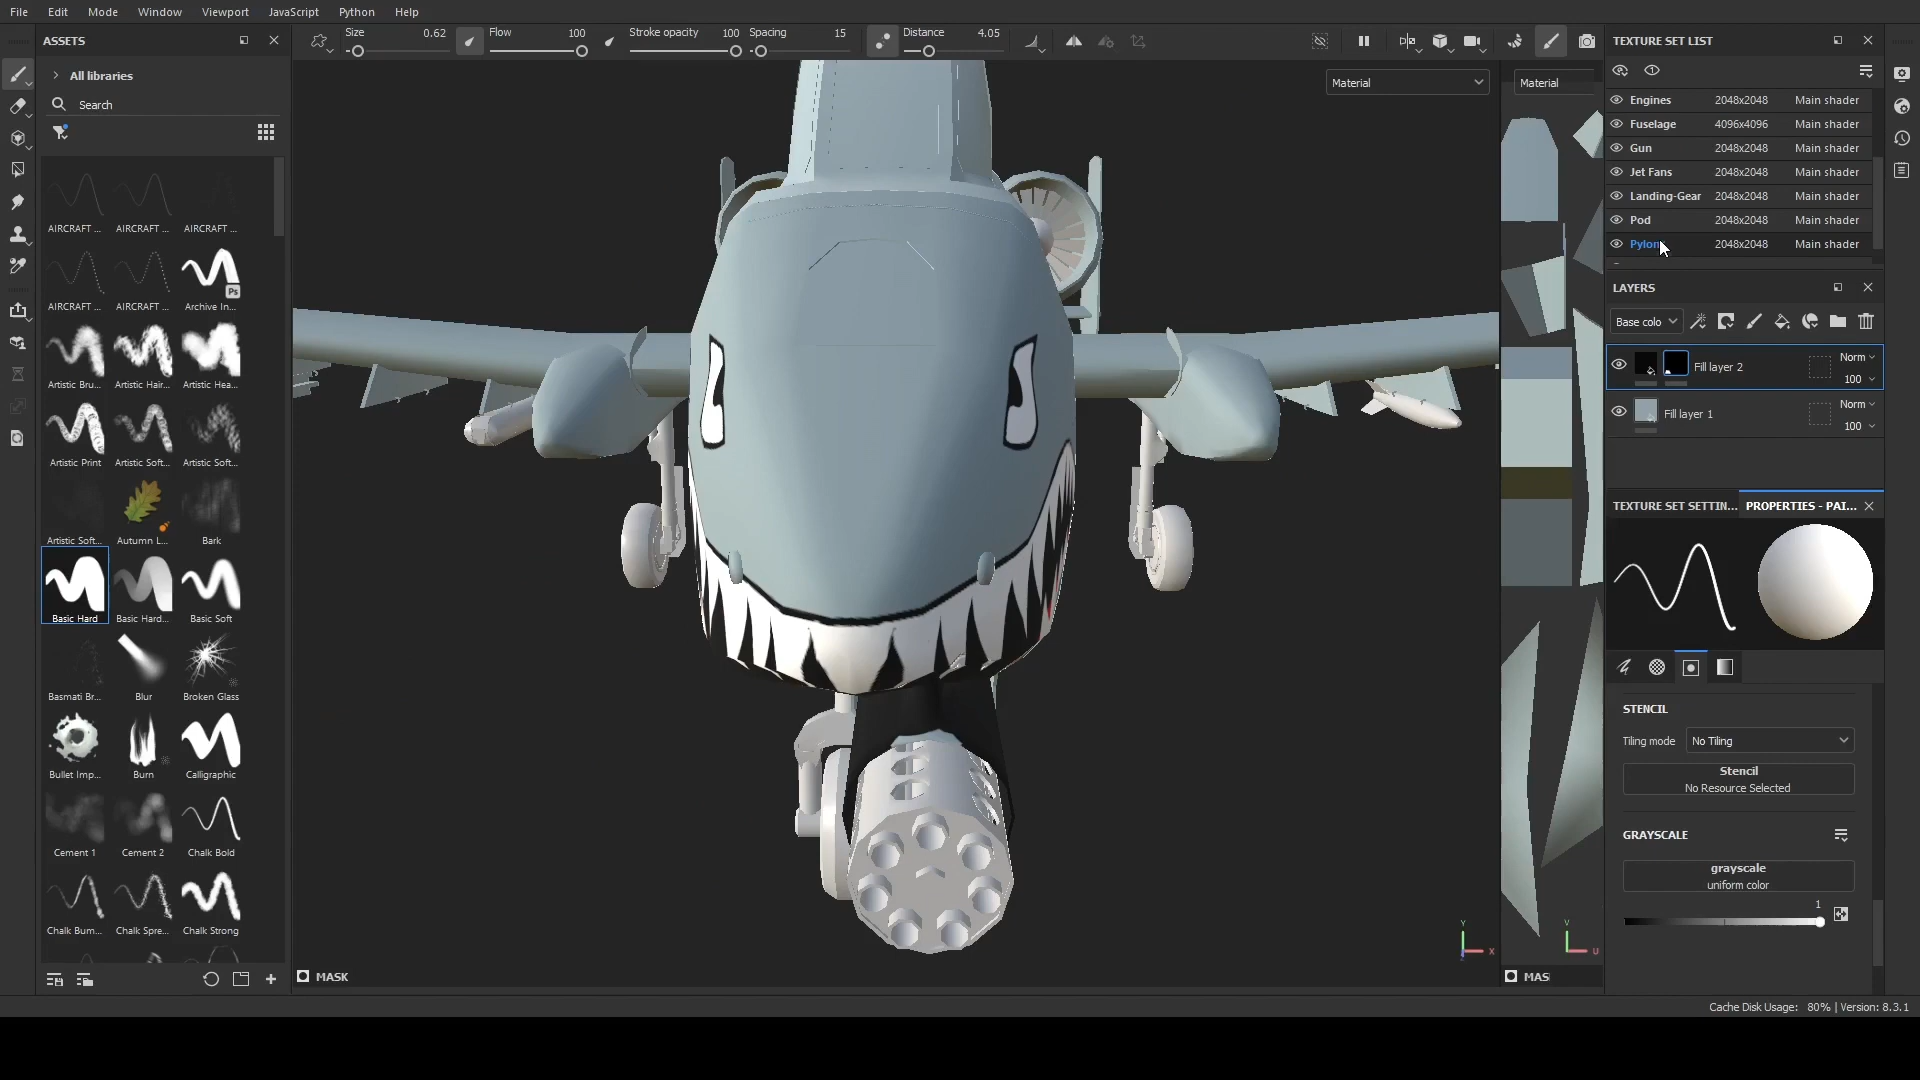 File Edit Mode Window Viewport JavaScript Python Help
ASSETS
All libraries
Search
AIRCRAFT ... AIRCRAFT ... AIRCRAFT ...
AIRCRAFT ... AIRCRAFT ... Archive In...
Ps
Artistic Bru... Artistic Hair... Artistic Hea...
Artistic Print Artistic Soft... Artistic Soft...
Artistic Soft... Autumn L... Bark
Basic Hard Basic Hard... Basic Soft
Basmati Br... Blur Broken Glass
Bullet Imp... Burn Calligraphic
Cement 1 Cement 2 Chalk Bold
Chalk Bum... Chalk Spre... Chalk Strong
Size 0.62 Flow 100 Stroke opacity 100 Spacing 15 Distance 4.05
Material
Material
Y
X
V
U
MASK
MAS
TEXTURE SET LIST
Engines 2048x2048 Main shader
Fuselage 4096x4096 Main shader
Gun 2048x2048 Main shader
Jet Fans 2048x2048 Main shader
Landing-Gear 2048x2048 Main shader
Pod 2048x2048 Main shader
Pylon 2048x2048 Main shader
LAYERS
Base colo
Fill layer 2 Norm
100
Fill layer 1 Norm
100
TEXTURE SET SETTIN... PROPERTIES - PAI...
STENCIL
Tiling mode No Tiling
Stencil
No Resource Selected
GRAYSCALE
grayscale
uniform color
1
Cache Disk Usage: 80% | Version: 8.3.1